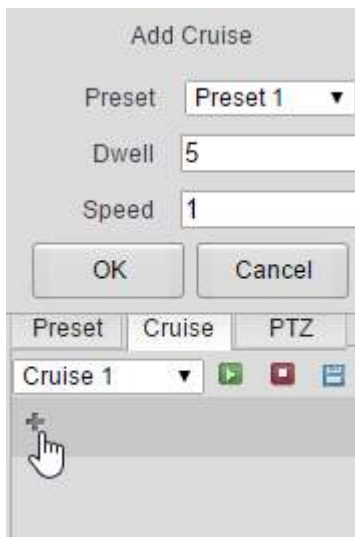 Add Cruise
Preset Preset 1
Dwell 5
Speed 1
OK Cancel
Preset Cruise PTZ
Cruise 1